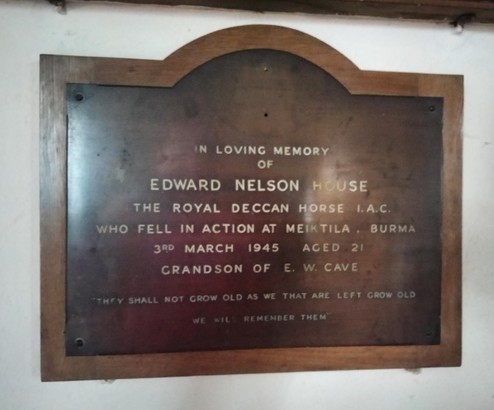 IN LOVING MEMORY
OF
EDWARD NELSON HOUSE
THE ROYAL DECCAN HORSE I.A.C.
WHO FELL IN ACTION AT MEIKTILA, BURMA
3RD MARCH 1945 AGED 21
GRANDSON OF E. W. CAVE
"THEY SHALL NOT GROW OLD AS WE THAT ARE LEFT GROW OLD
WE WILL REMEMBER THEM"